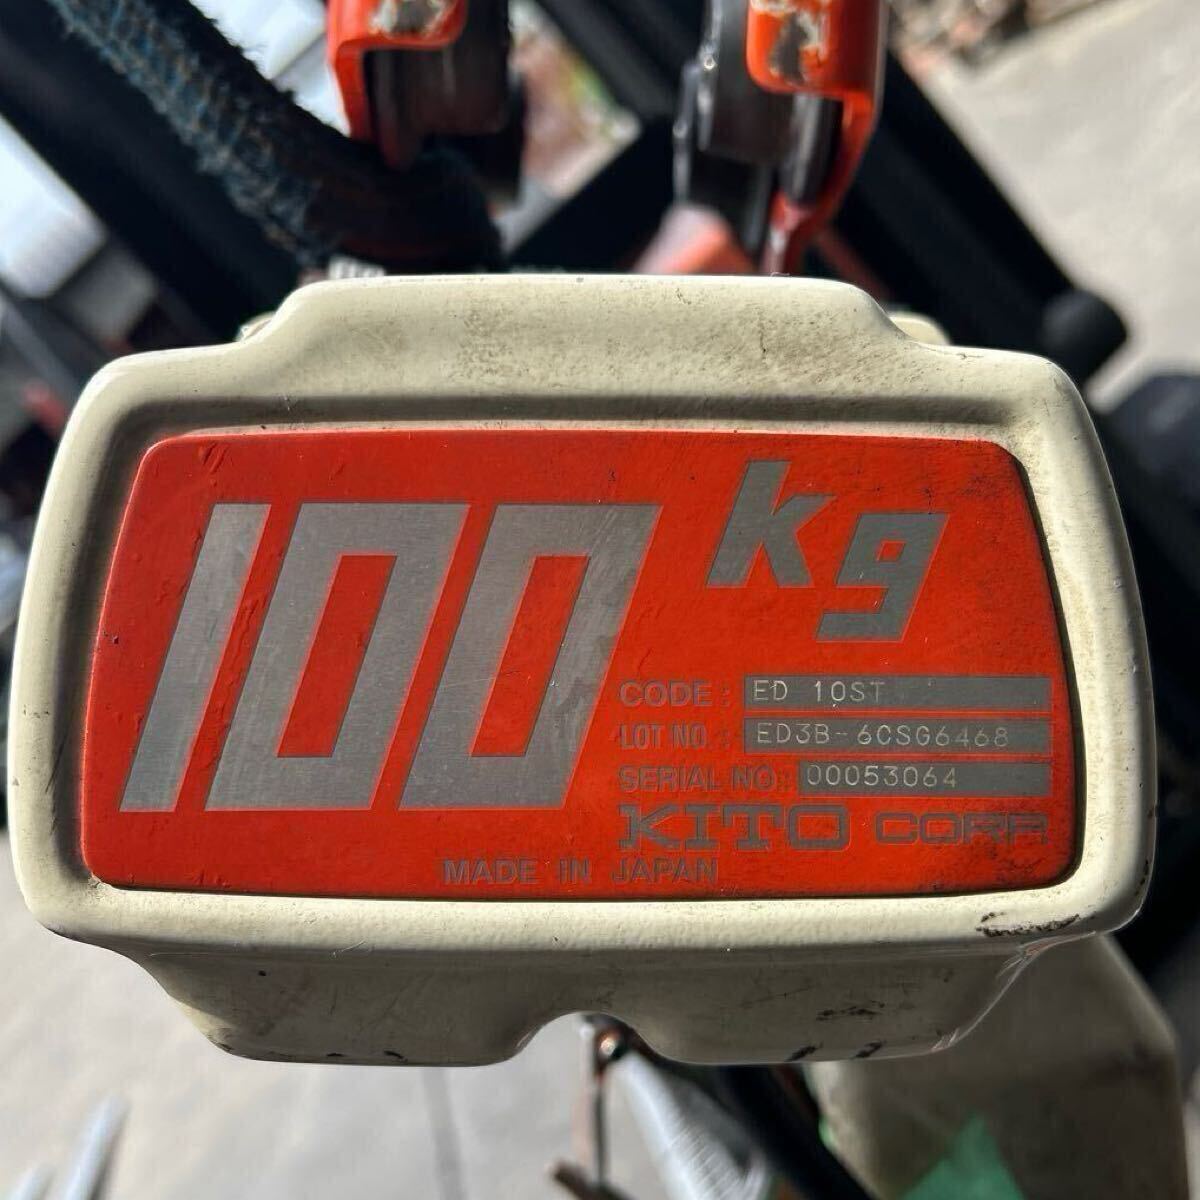 100 kg
CODE: ED 10ST
LOT NO.: ED3B-6CSG6468
SERIAL NO.: 00053064
KITO CORP.
MADE IN JAPAN